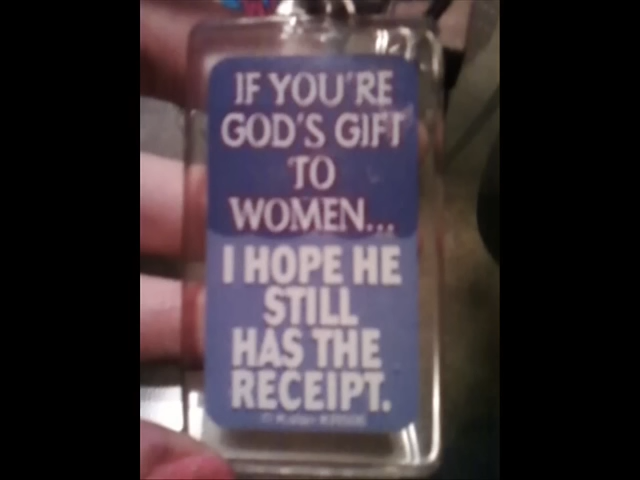 IF YOU'RE
GOD'S GIFT
TO
WOMEN...
I HOPE HE
STILL
HAS THE
RECEIPT.